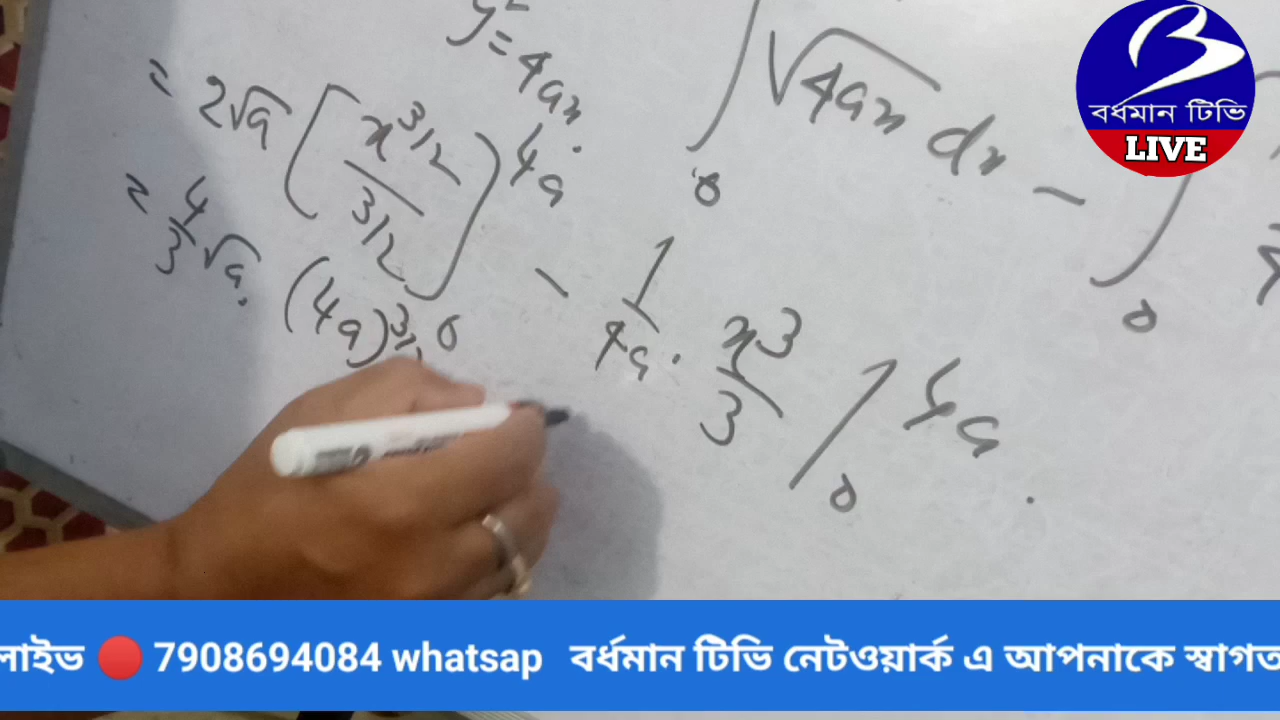 y² = 4ax.
∫₀ √4ax dx - ∫₀
= 2√a [x^3/2 / 3/2]₀^4a - 1/4a · x³/3 ]₀^4a .
= 4/3 √a. (4a)^3/
বর্ধমান টিভি
LIVE
লাইভ 🔴 7908694084 whatsap বর্ধমান টিভি নেটওয়ার্ক এ আপনাকে স্বাগত